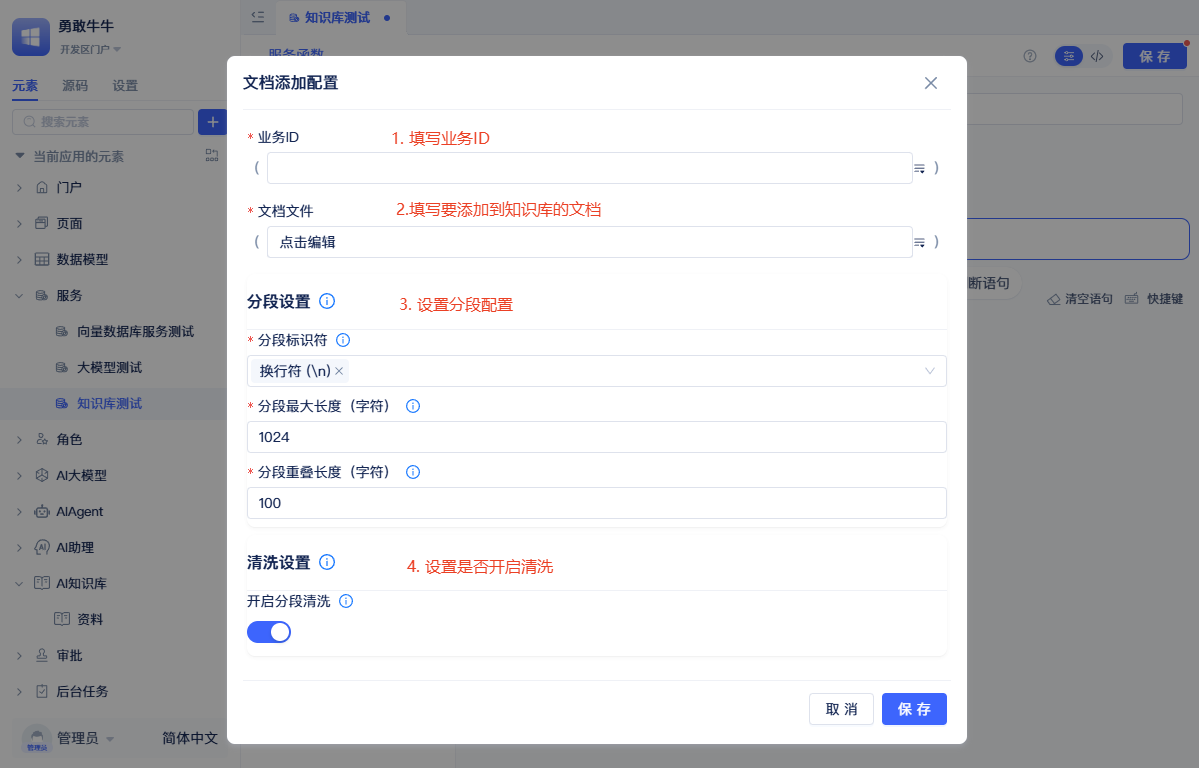 勇敢牛牛
开发区门户
元素 源码 设置
搜索元素
当前应用的元素
门户
页面
数据模型
服务
向量数据库服务测试
大模型测试
知识库测试
角色
AI大模型
AIAgent
AI助理
AI知识库
资料
审批
后台任务
管理员
管理员 简体中文
知识库测试
服务函数
保存
断语句
清空语句 快捷键
文档添加配置
* 业务ID 1. 填写业务ID
( )
* 文档文件 2.填写要添加到知识库的文档
( 点击编辑 )
分段设置 3. 设置分段配置
* 分段标识符
换行符 (\n)
* 分段最大长度（字符）
1024
* 分段重叠长度（字符）
100
清洗设置 4. 设置是否开启清洗
开启分段清洗
取消 保存